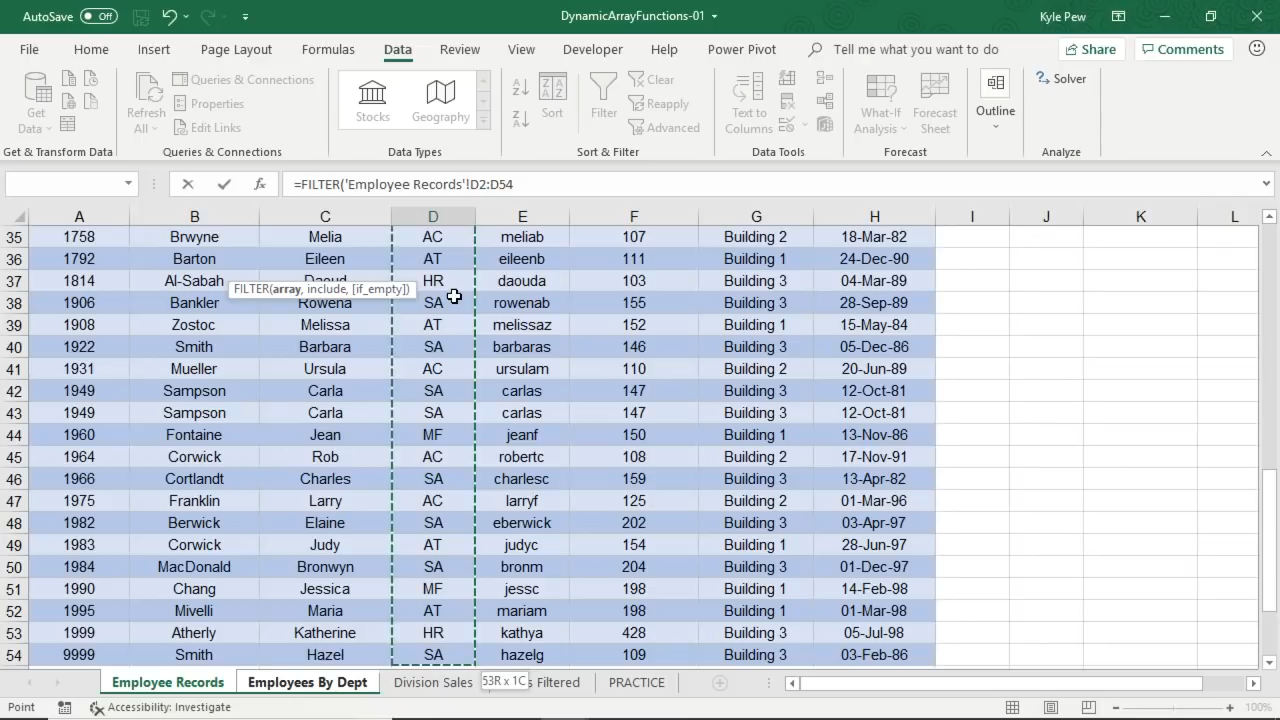 AutoSave Off DynamicArrayFunctions-01 Kyle Pew
File Home Insert Page Layout Formulas Data Review View Developer Help Power Pivot Tell me what you want to do Share Comments
Get Data
Refresh All
Queries & Connections
Properties
Edit Links
Stocks Geography
Sort Filter
Clear
Reapply
Advanced
Text to Columns
What-If Analysis
Forecast Sheet
Outline
Solver
Get & Transform Data Queries & Connections Data Types Sort & Filter Data Tools Forecast Analyze
=FILTER('Employee Records'!D2:D54
A B C D E F G H I J K L
35 1758 Brwyne Melia AC meliab 107 Building 2 18-Mar-82
36 1792 Barton Eileen AT eileenb 111 Building 1 24-Dec-90
37 1814 Al-Sabah Daoud HR daouda 103 Building 3 04-Mar-89
FILTER(array, include, [if_empty])
38 1906 Bankler Rowena SA rowenab 155 Building 3 28-Sep-89
39 1908 Zostoc Melissa AT melissaz 152 Building 1 15-May-84
40 1922 Smith Barbara SA barbaras 146 Building 3 05-Dec-86
41 1931 Mueller Ursula AC ursulam 110 Building 2 20-Jun-89
42 1949 Sampson Carla SA carlas 147 Building 3 12-Oct-81
43 1949 Sampson Carla SA carlas 147 Building 3 12-Oct-81
44 1960 Fontaine Jean MF jeanf 150 Building 1 13-Nov-86
45 1964 Corwick Rob AC robertc 108 Building 2 17-Nov-91
46 1966 Cortlandt Charles SA charlesc 159 Building 3 13-Apr-82
47 1975 Franklin Larry AC larryf 125 Building 2 01-Mar-96
48 1982 Berwick Elaine SA eberwick 202 Building 3 03-Apr-97
49 1983 Corwick Judy AT judyc 154 Building 1 28-Jun-97
50 1984 MacDonald Bronwyn SA bronm 204 Building 3 01-Dec-97
51 1990 Chang Jessica MF jessc 198 Building 1 14-Feb-98
52 1995 Mivelli Maria AT mariam 198 Building 1 01-Mar-98
53 1999 Atherly Katherine HR kathya 428 Building 3 05-Jul-98
54 9999 Smith Hazel SA hazelg 109 Building 3 03-Feb-86
Employee Records Employees By Dept Division Sales 53R x 1C s Filtered PRACTICE
Point Accessibility: Investigate 100%